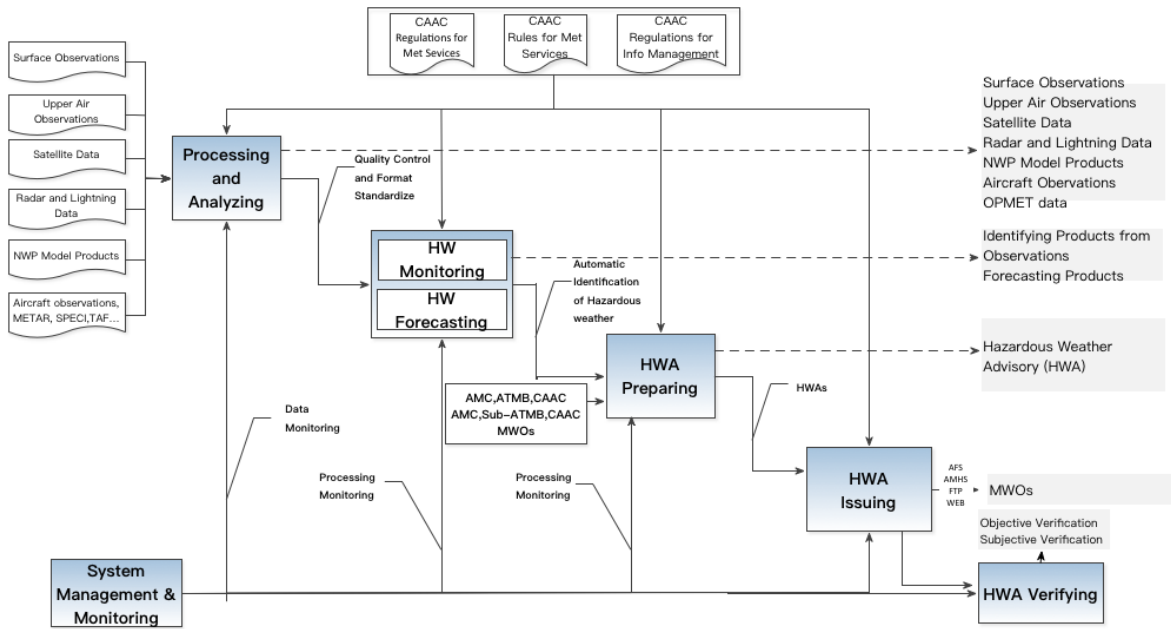 CAAC
Regulations for
Met Sevices
CAAC
Rules for Met
Services
CAAC
Regulations for
Info Management
Surface Observations
Upper Air
Observations
Satellite Data
Radar and Lightning
Data
NWP Model Products
Aircraft observations,
METAR, SPECI,TAF...
Processing
and
Analyzing
Quality Control
and Format
Standardize
HW
Monitoring
HW
Forecasting
Automatic
Identification
of Hazardous
weather
AMC,ATMB,CAAC
AMC,Sub-ATMB,CAAC
MWOs
HWA
Preparing
HWAs
HWA
Issuing
AFS
AMHS
FTP
WEB
Surface Observations
Upper Air Observations
Satellite Data
Radar and Lightning Data
NWP Model Products
Aircraft Obervations
OPMET data
Identifying Products from
Observations
Forecasting Products
Hazardous Weather
Advisory (HWA)
MWOs
Objective Verification
Subjective Verification
HWA Verifying
Data
Monitoring
Processing
Monitoring
Processing
Monitoring
System
Management &
Monitoring